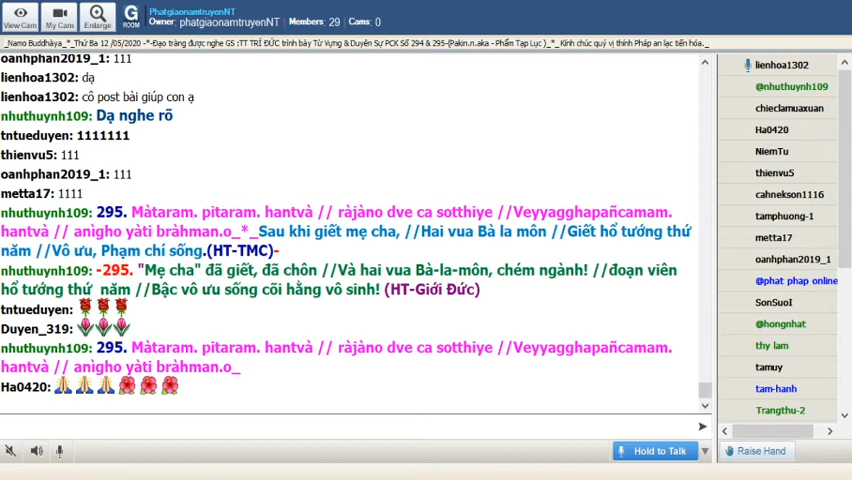 View Cam
My Cam
Enlarge
G
ROOM
PhatgiaonamtruyenNT
Owner: phatgiaonamtruyenNT | Members: 29 | Cams: 0
_Namo Buddhàya_*_Thứ Ba 12 /05/2020 -*-Đạo tràng được nghe GS :TT TRÍ ĐỨC trình bày Từ Vựng & Duyên Sự PCK Số 294 & 295-(Pakin.n.aka - Phẩm Tạp Lục )_*_ Kính chúc quý vị thính Pháp an lạc tiến hóa._
oanhphan2019_1: 111
lienhoa1302: dạ
lienhoa1302: cô post bài giúp con ạ
nhuthuynh109: Dạ nghe rõ
tntueduyen: 1111111
thienvu5: 111
oanhphan2019_1: 111
metta17: 1111
nhuthuynh109: 295. Màtaram. pitaram. hantvà // ràjàno dve ca sotthiye //Veyyagghapañcamam.
hantvà // anìgho yàti bràhman.o_*_Sau khi giết mẹ cha, //Hai vua Bà la môn //Giết hổ tướng thứ
năm //Vô ưu, Phạm chí sống.(HT-TMC)-
nhuthuynh109: -295. "Mẹ cha" đã giết, đã chôn //Và hai vua Bà-la-môn, chém ngành! //đoạn viên
hổ tướng thứ năm //Bậc vô ưu sống cõi hằng vô sinh! (HT-Giới Đức)
tntueduyen:
Duyen_319:
nhuthuynh109: 295. Màtaram. pitaram. hantvà // ràjàno dve ca sotthiye //Veyyagghapañcamam.
hantvà // anìgho yàti bràhman.o_
Ha0420:
lienhoa1302
@nhuthuynh109
chieclamuaxuan
Ha0420
NiemTu
thienvu5
cahnekson1116
tamphuong-1
metta17
oanhphan2019_1
@phat phap online
SonSuoI
@hongnhat
thy lam
tamuy
tam-hanh
Trangthu-2
Hold to Talk
Raise Hand